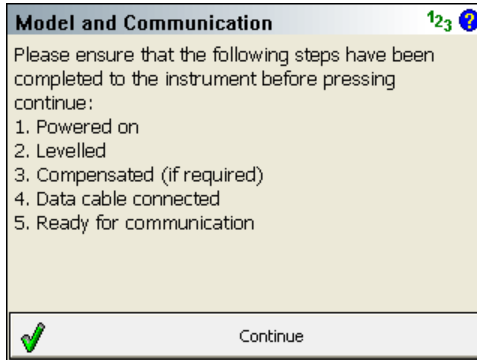 Model and Communication 123 ?
Please ensure that the following steps have been
completed to the instrument before pressing
continue:
1. Powered on
2. Levelled
3. Compensated (if required)
4. Data cable connected
5. Ready for communication
Continue